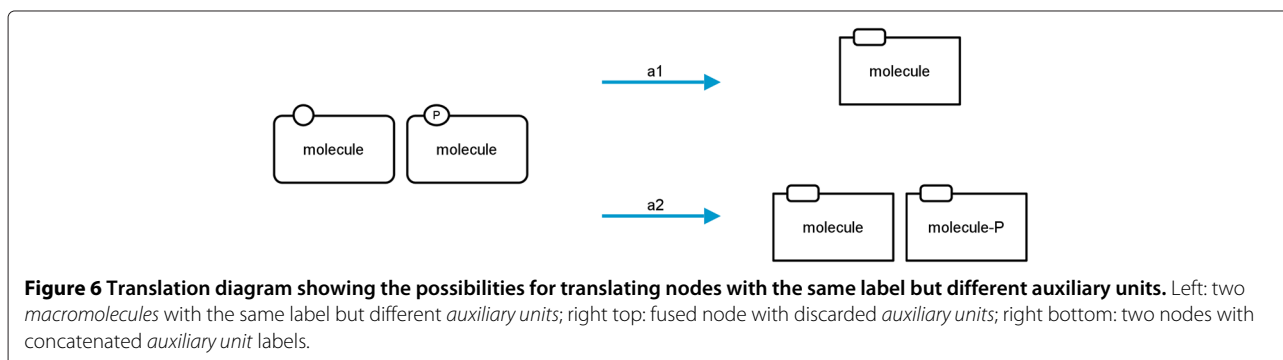 a1
molecule
P
molecule molecule
a2
molecule molecule-P
Figure 6 Translation diagram showing the possibilities for translating nodes with the same label but different auxiliary units. Left: two
macromolecules with the same label but different auxiliary units; right top: fused node with discarded auxiliary units; right bottom: two nodes with
concatenated auxiliary unit labels.